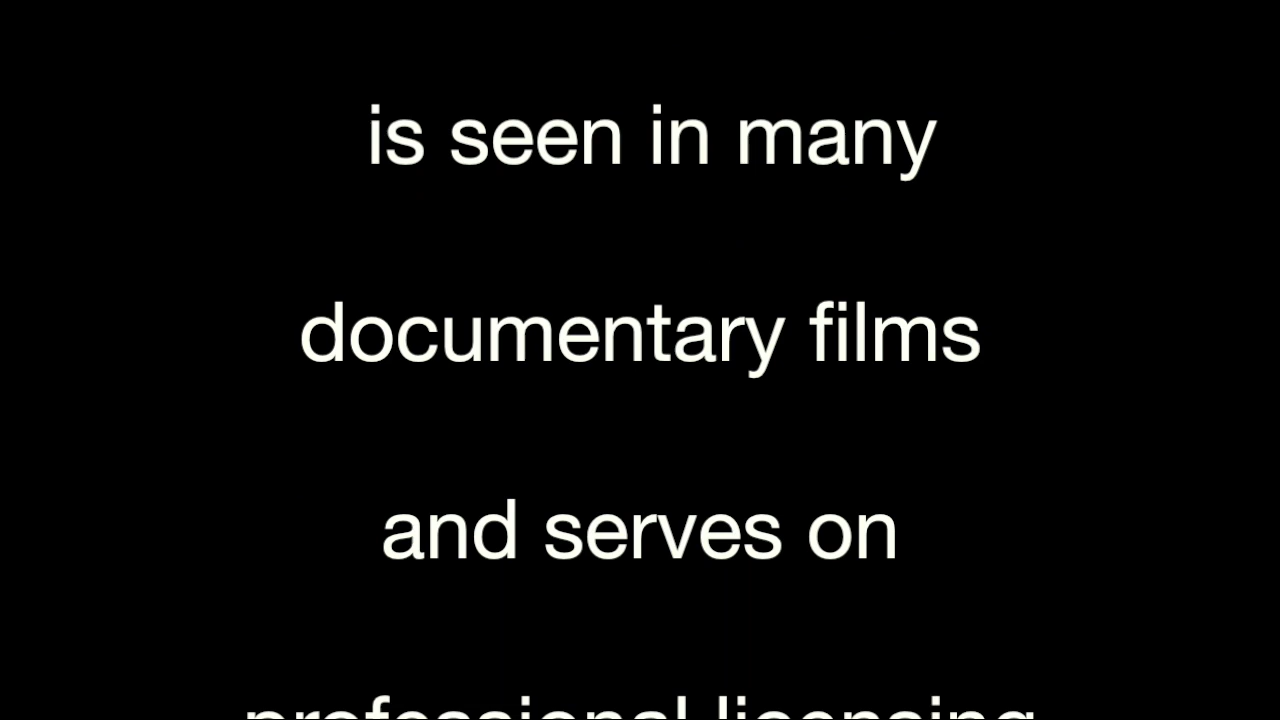 is seen in many
documentary films
and serves on
professional licensing